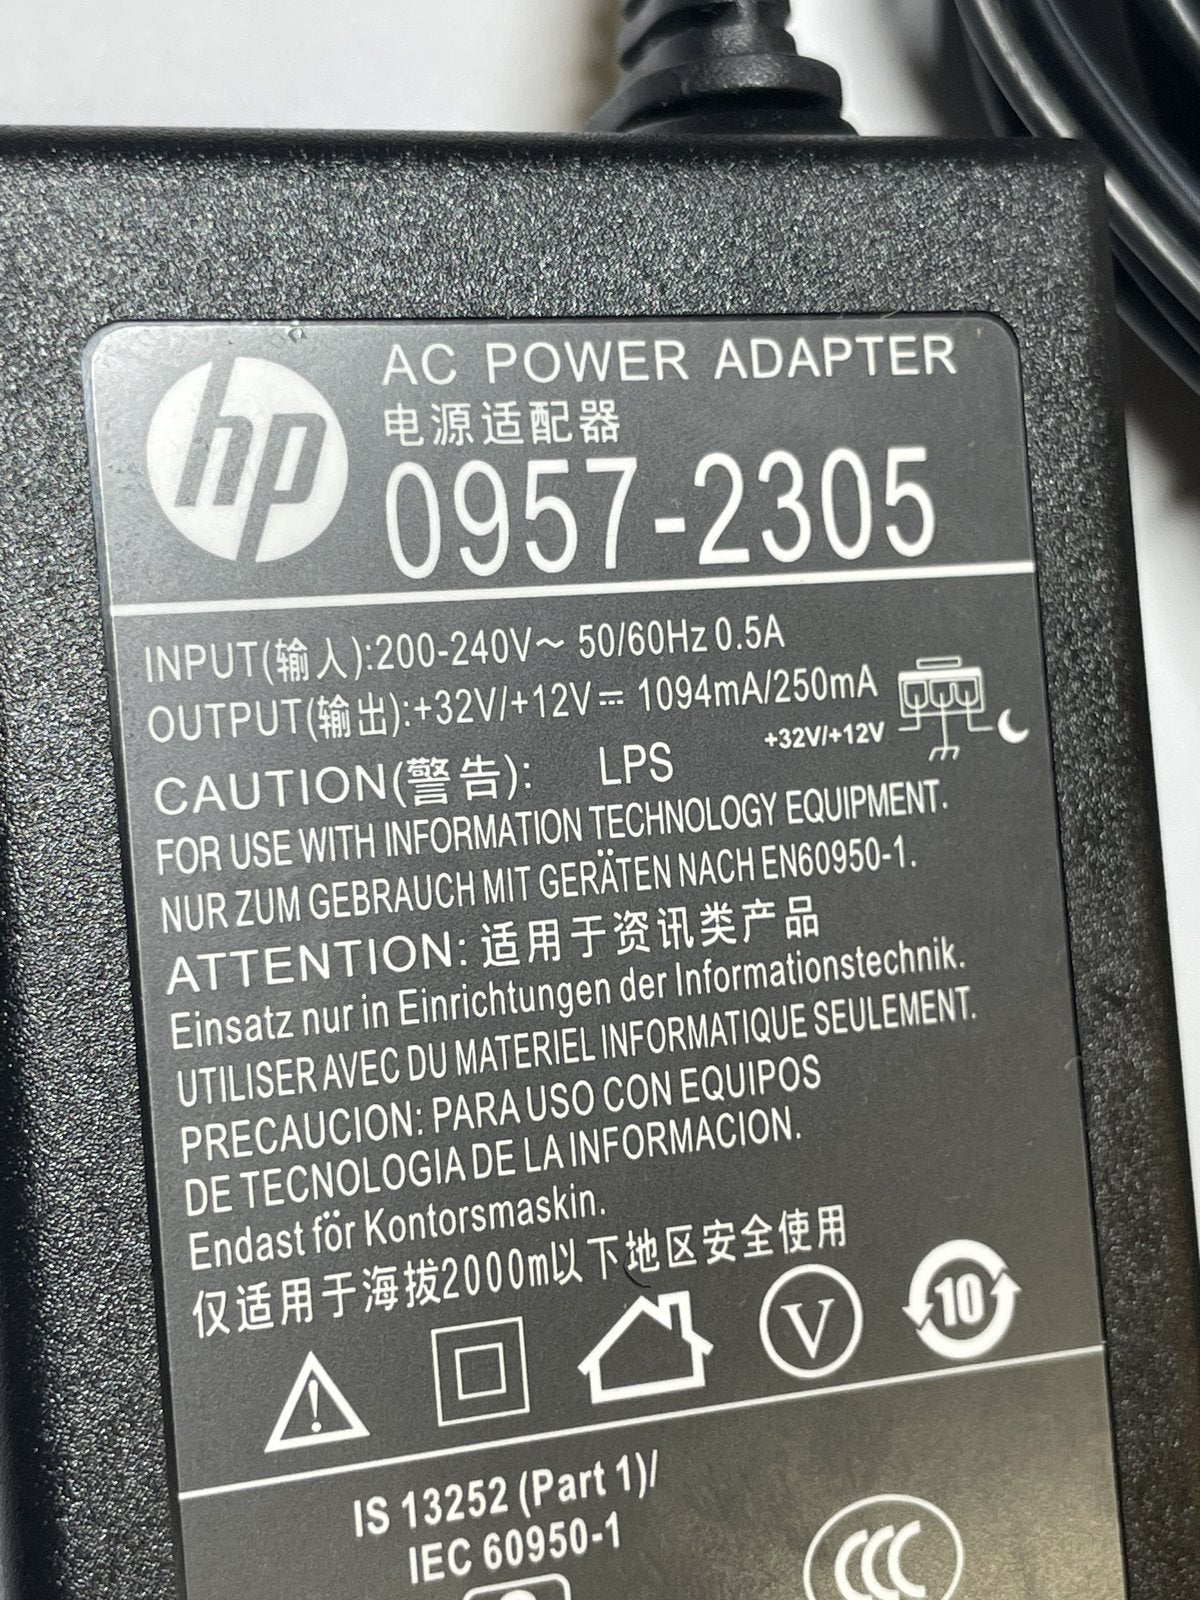 hp
AC POWER ADAPTER
电源适配器
0957-2305
INPUT(输入):200-240V~ 50/60Hz 0.5A
OUTPUT(输出):+32V/+12V⎓ 1094mA/250mA
+32V/+12V
CAUTION(警告): LPS
FOR USE WITH INFORMATION TECHNOLOGY EQUIPMENT.
NUR ZUM GEBRAUCH MIT GERÄTEN NACH EN60950-1.
ATTENTION: 适用于资讯类产品
Einsatz nur in Einrichtungen der Informationstechnik.
UTILISER AVEC DU MATERIEL INFORMATIQUE SEULEMENT.
PRECAUCION: PARA USO CON EQUIPOS
DE TECNOLOGIA DE LA INFORMACION.
Endast för Kontorsmaskin.
仅适用于海拔2000m以下地区安全使用
V
10
IS 13252 (Part 1)/
IEC 60950-1
CCC